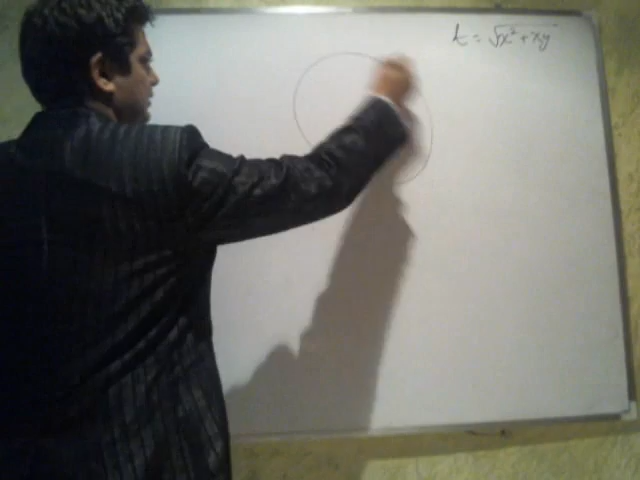 t = √x² + xy